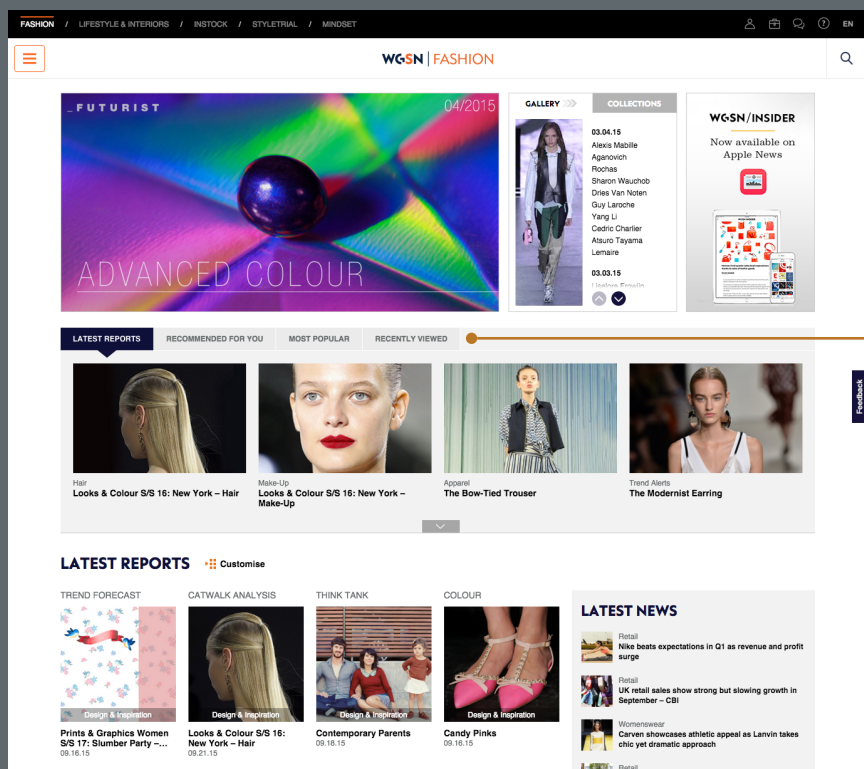 FASHION / LIFESTYLE & INTERIORS / INSTOCK / STYLETRIAL / MINDSET
EN
WGSN | FASHION
_FUTURIST
04/2015
ADVANCED COLOUR
GALLERY
COLLECTIONS
03.04.15
Alexis Mabille
Aganovich
Rochas
Sharon Wauchob
Dries Van Noten
Guy Laroche
Yang Li
Cedric Charlier
Atsuro Tayama
Lemaire
03.03.15
WGSN/INSIDER
Now available on
Apple News
LATEST REPORTS
RECOMMENDED FOR YOU
MOST POPULAR
RECENTLY VIEWED
Feedback
Hair
Looks & Colour S/S 16: New York – Hair
Make-Up
Looks & Colour S/S 16: New York –
Make-Up
Apparel
The Bow-Tied Trouser
Trend Alerts
The Modernist Earring
LATEST REPORTS
Customise
TREND FORECAST
Design & Inspiration
Prints & Graphics Women
S/S 17: Slumber Party –...
09.16.15
CATWALK ANALYSIS
Design & Inspiration
Looks & Colour S/S 16:
New York – Hair
09.21.15
THINK TANK
Design & Inspiration
Contemporary Parents
09.18.15
COLOUR
Design & Inspiration
Candy Pinks
09.16.15
LATEST NEWS
Retail
Nike beats expectations in Q1 as revenue and profit
surge
Retail
UK retail sales show strong but slowing growth in
September – CBI
Womenswear
Carven showcases athletic appeal as Lanvin takes
chic yet dramatic approach
Retail